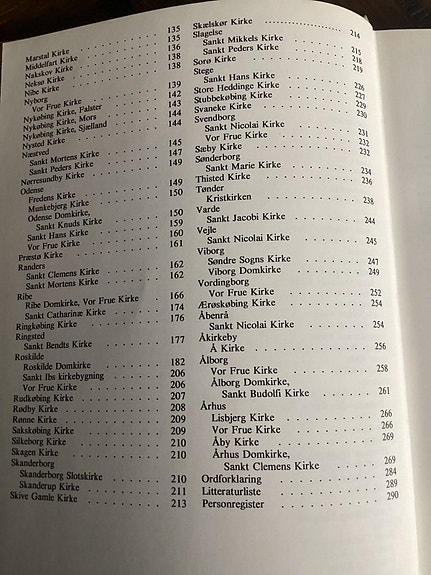 Marstal Kirke 135
Middelfart Kirke 135
Nakskov Kirke 136
Neksø Kirke 138
Nibe Kirke 138
Nyborg
Vor Frue Kirke 139
Nykøbing Kirke, Falster 142
Nykøbing Kirke, Mors 143
Nykøbing Kirke, Sjælland 144
Nysted Kirke 144
Næstved
Sankt Mortens Kirke 145
Sankt Peders Kirke 147
Nørresundby Kirke 149
Odense
Fredens Kirke 149
Munkebjerg Kirke 150
Odense Domkirke,
Sankt Knuds Kirke 150
Sankt Hans Kirke 159
Vor Frue Kirke 160
Præstø Kirke 161
Randers
Sankt Clemens Kirke 162
Sankt Mortens Kirke 162
Ribe
Ribe Domkirke, Vor Frue Kirke 166
Sankt Catharinæ Kirke 174
Ringkøbing Kirke 176
Ringsted
Sankt Bendts Kirke 177
Roskilde
Roskilde Domkirke 182
Sankt Ibs kirkebygning 206
Vor Frue Kirke 206
Rudkøbing Kirke 207
Rødby Kirke 208
Rønne Kirke 209
Sakskøbing Kirke 209
Silkeborg Kirke 210
Skagen Kirke 210
Skanderborg
Skanderborg Slotskirke 210
Skanderup Kirke 211
Skive Gamle Kirke 213
Skælskør Kirke 214
Slagelse
Sankt Mikkels Kirke 215
Sankt Peders Kirke 218
Sorø Kirke 219
Stege
Sankt Hans Kirke 226
Store Heddinge Kirke 227
Stubbekøbing Kirke 229
Svaneke Kirke 230
Svendborg
Sankt Nicolai Kirke 231
Vor Frue Kirke 232
Sæby Kirke 232
Sønderborg
Sankt Marie Kirke 234
Thisted Kirke 236
Tønder
Kristkirken 238
Varde
Sankt Jacobi Kirke 244
Vejle
Sankt Nicolai Kirke 245
Viborg
Søndre Sogns Kirke 247
Viborg Domkirke 249
Vordingborg
Vor Frue Kirke 252
Ærøskøbing Kirke 254
Åbenrå
Sankt Nicolai Kirke 254
Åkirkeby
Å Kirke 256
Ålborg
Vor Frue Kirke 258
Ålborg Domkirke,
Sankt Budolfi Kirke 261
Århus
Lisbjerg Kirke 266
Vor Frue Kirke 266
Åby Kirke 269
Århus Domkirke,
Sankt Clemens Kirke 269
Ordforklaring 284
Litteraturliste 289
Personregister 290